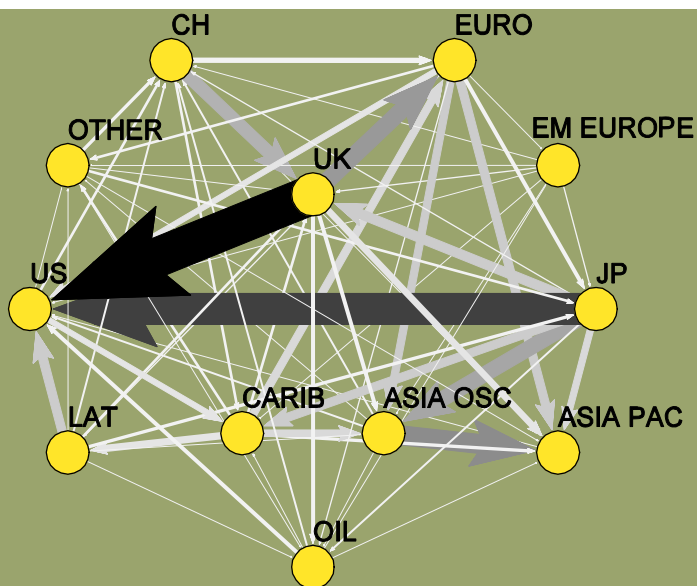 CH
EURO
OTHER
EM EUROPE
UK
US
JP
CARIB
ASIA OSC
LAT
ASIA PAC
OIL